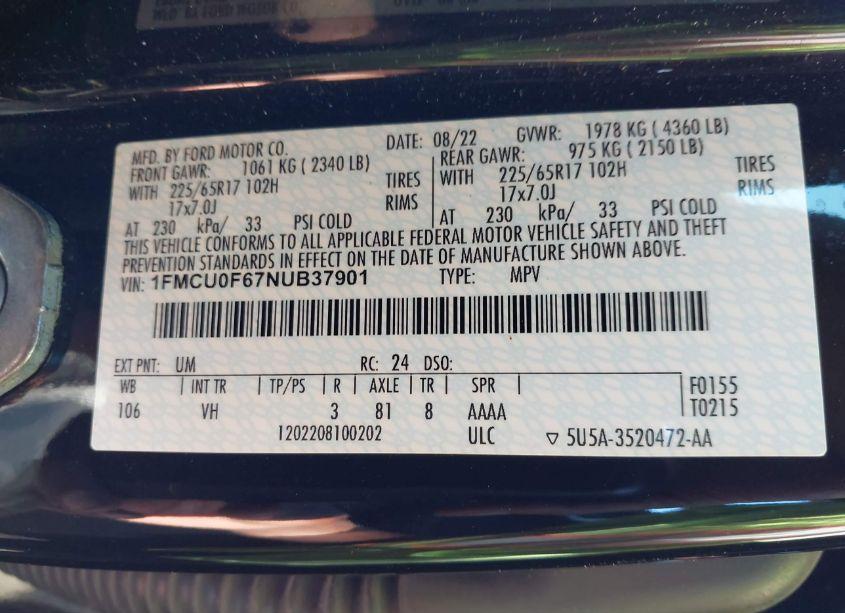 MFD. BY FORD MOTOR CO. DATE: 08/22 GVWR: 1978 KG ( 4360 LB)
FRONT GAWR: 1061 KG ( 2340 LB) REAR GAWR: 975 KG ( 2150 LB)
WITH 225/65R17 102H TIRES WITH 225/65R17 102H TIRES
17x7.0J RIMS 17x7.0J RIMS
AT 230 kPa/ 33 PSI COLD AT 230 kPa/ 33 PSI COLD
THIS VEHICLE CONFORMS TO ALL APPLICABLE FEDERAL MOTOR VEHICLE SAFETY AND THEFT
PREVENTION STANDARDS IN EFFECT ON THE DATE OF MANUFACTURE SHOWN ABOVE.
VIN: 1FMCU0F67NUB37901 TYPE: MPV
EXT PNT: UM RC: 24 DSO:
WB INT TR TP/PS R AXLE TR SPR F0155
106 VH 3 81 8 AAAA T0215
1202208100202 ULC ▽ 5U5A-3520472-AA